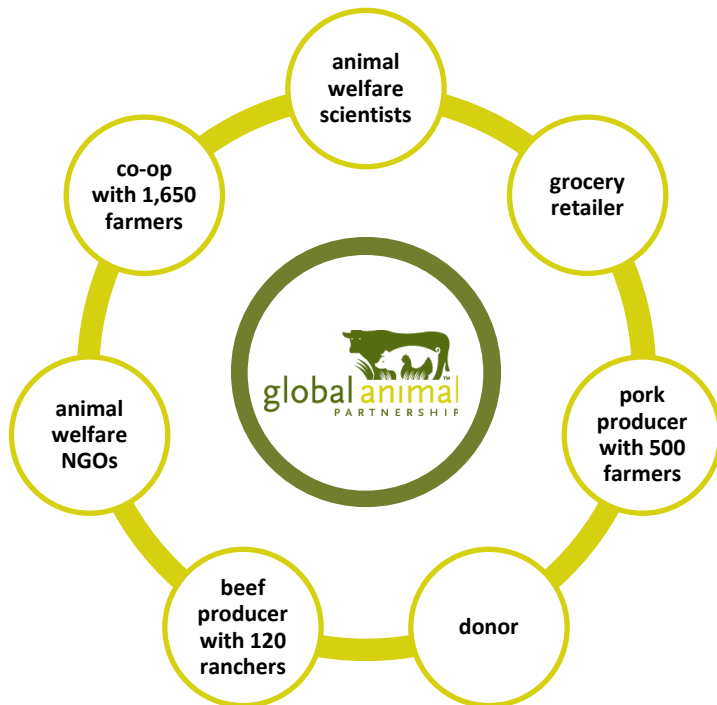 animal
welfare
scientists
grocery
retailer
pork
producer
with 500
farmers
donor
beef
producer
with 120
ranchers
animal
welfare
NGOs
co-op
with 1,650
farmers
global animal™
PARTNERSHIP